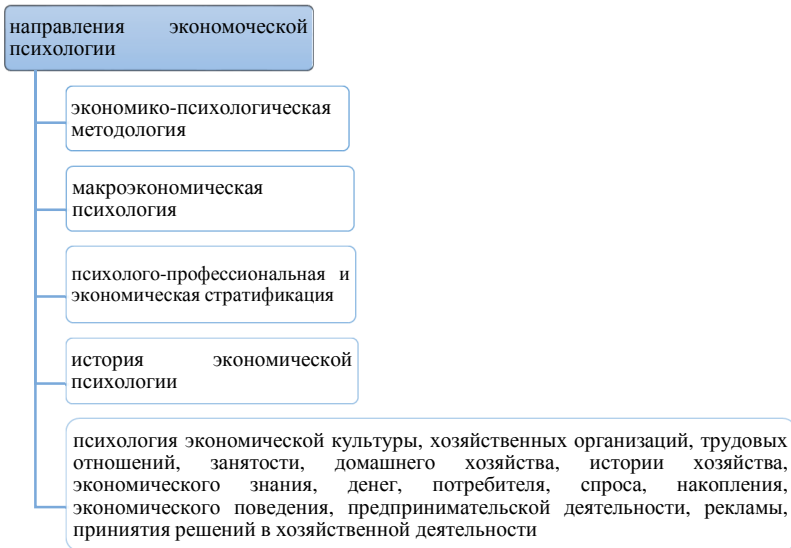 направления экономоческой
психологии
экономико-психологическая
методология
макроэкономическая
психология
психолого-профессиональная и
экономическая стратификация
история экономической
психологии
психология экономической культуры, хозяйственных организаций, трудовых
отношений, занятости, домашнего хозяйства, истории хозяйства,
экономического знания, денег, потребителя, спроса, накопления,
экономического поведения, предпринимательской деятельности, рекламы,
приниятия решений в хозяйственной деятельности